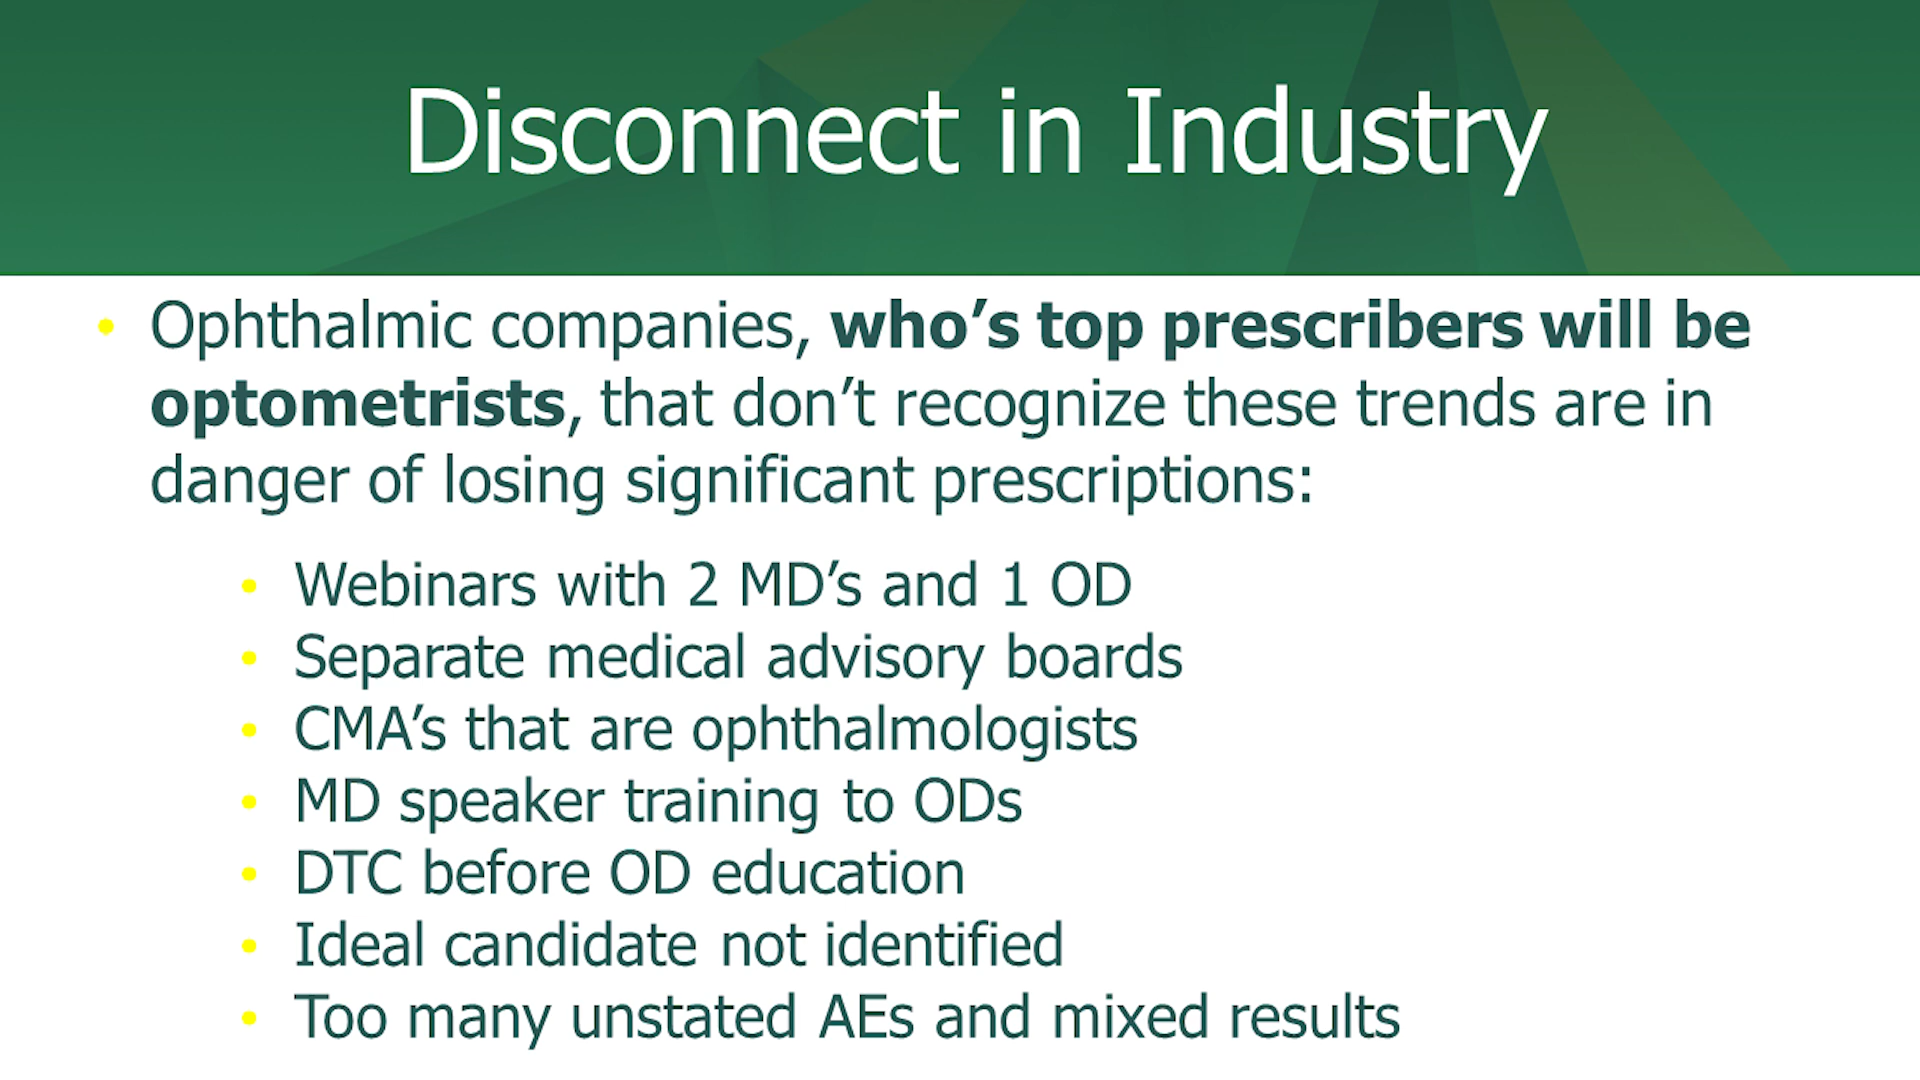 Disconnect in Industry
• Ophthalmic companies, who’s top prescribers will be
optometrists, that don’t recognize these trends are in
danger of losing significant prescriptions:
• Webinars with 2 MD’s and 1 OD
• Separate medical advisory boards
• CMA’s that are ophthalmologists
• MD speaker training to ODs
• DTC before OD education
• Ideal candidate not identified
• Too many unstated AEs and mixed results